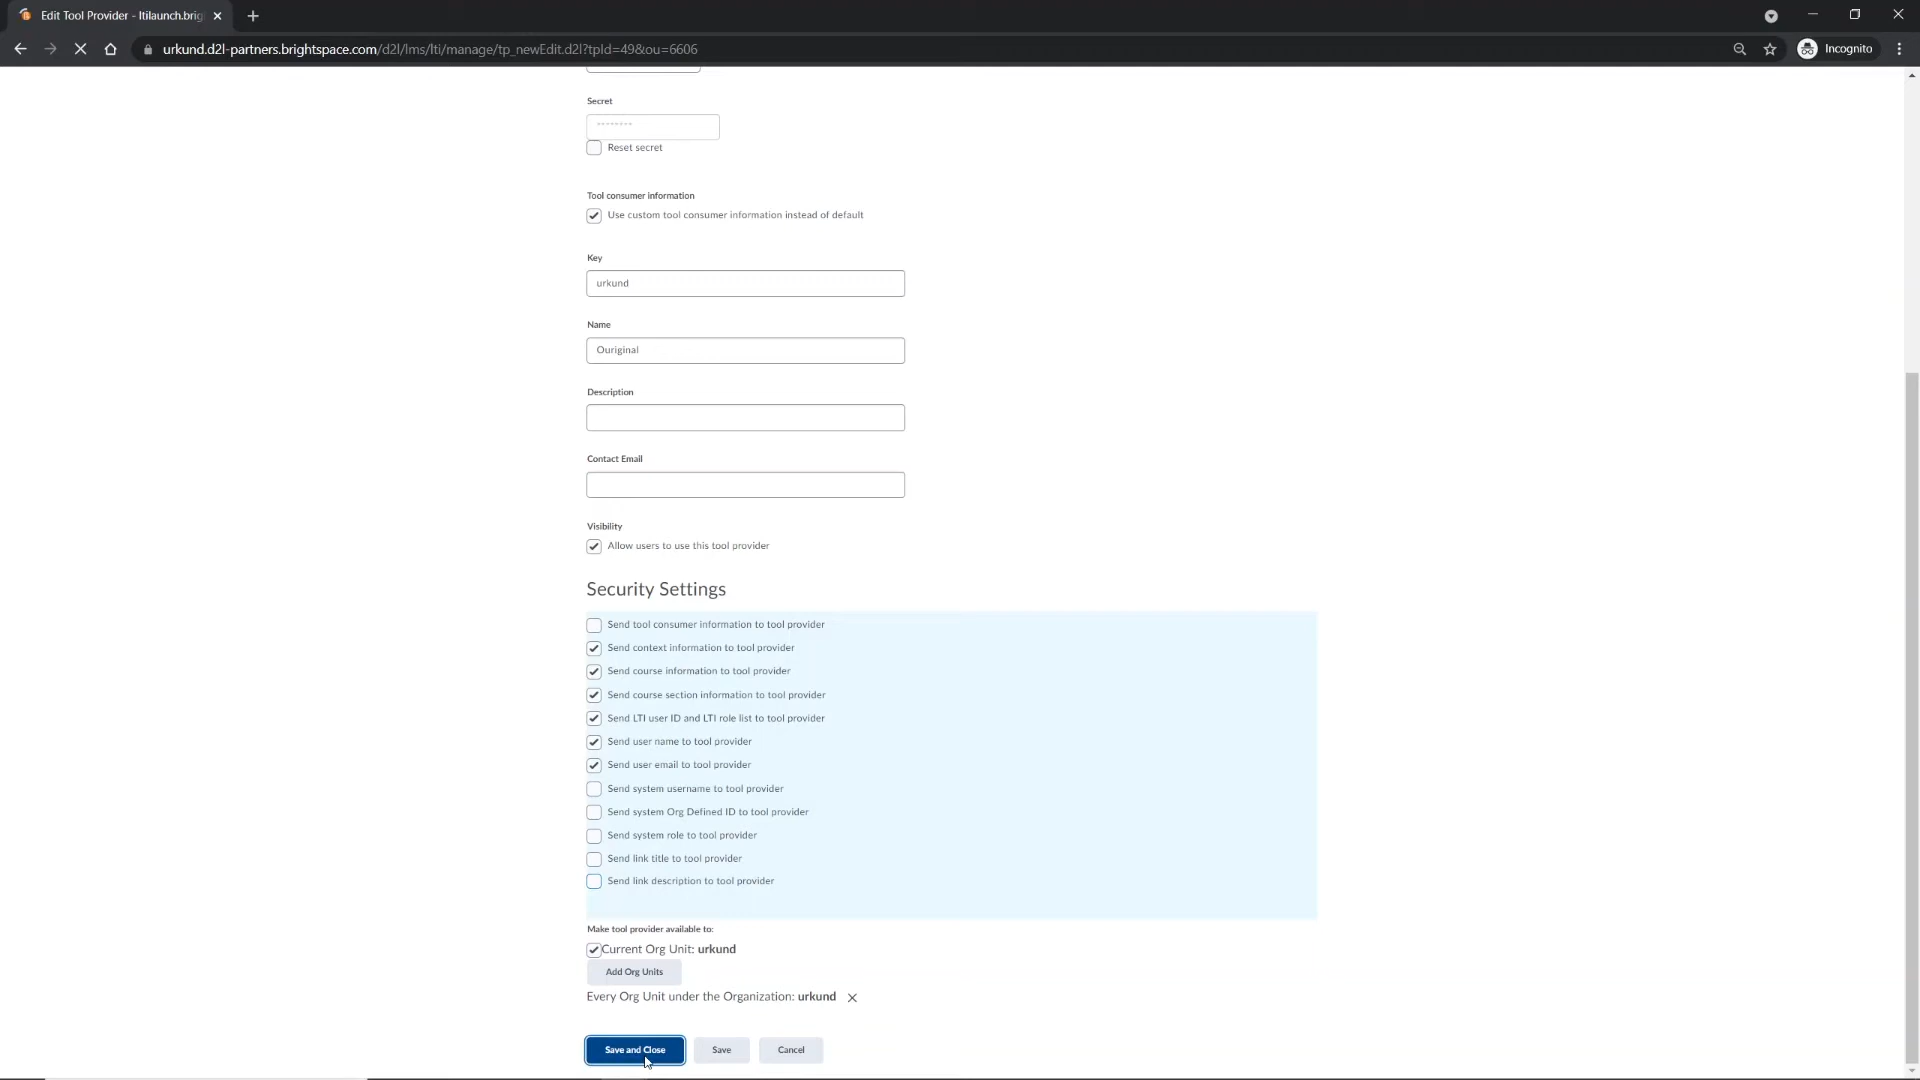 Edit Tool Provider - ltilaunch.brig
urkund.d2l-partners.brightspace.com/d2l/lms/lti/manage/tp_newEdit.d2l?tpId=49&ou=6606
Incognito
Secret
--------
Reset secret
Tool consumer information
Use custom tool consumer information instead of default
Key
urkund
Name
Ouriginal
Description
Contact Email
Visibility
Allow users to use this tool provider
Security Settings
Send tool consumer information to tool provider
Send context information to tool provider
Send course information to tool provider
Send course section information to tool provider
Send LTI user ID and LTI role list to tool provider
Send user name to tool provider
Send user email to tool provider
Send system username to tool provider
Send system Org Defined ID to tool provider
Send system role to tool provider
Send link title to tool provider
Send link description to tool provider
Make tool provider available to:
Current Org Unit: urkund
Add Org Units
Every Org Unit under the Organization: urkund
Save and Close Save Cancel